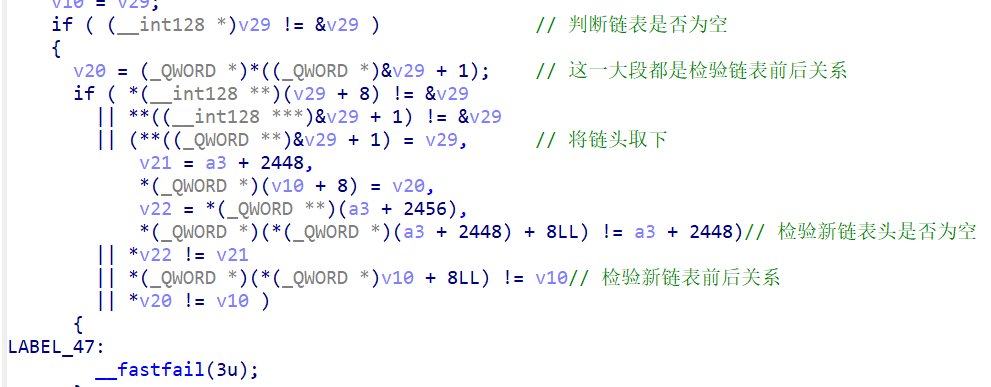 v10 = v29;
if ( (__int128 *)v29 != &v29 ) // 判断链表是否为空
{
v20 = (_QWORD *)*((_QWORD *)&v29 + 1); // 这一大段都是检验链表前后关系
if ( *(__int128 **)(v29 + 8) != &v29
|| **((__int128 ***)&v29 + 1) != &v29
|| (**((_QWORD **)&v29 + 1) = v29, // 将链头取下
v21 = a3 + 2448,
*(_QWORD *)(v10 + 8) = v20,
v22 = *(_QWORD **)(a3 + 2456),
*(_QWORD *)(*(_QWORD *)(a3 + 2448) + 8LL) != a3 + 2448)// 检验新链表头是否为空
|| *v22 != v21
|| *(_QWORD *)(*(_QWORD *)v10 + 8LL) != v10// 检验新链表前后关系
|| *v20 != v10 )
{
LABEL_47:
__fastfail(3u);